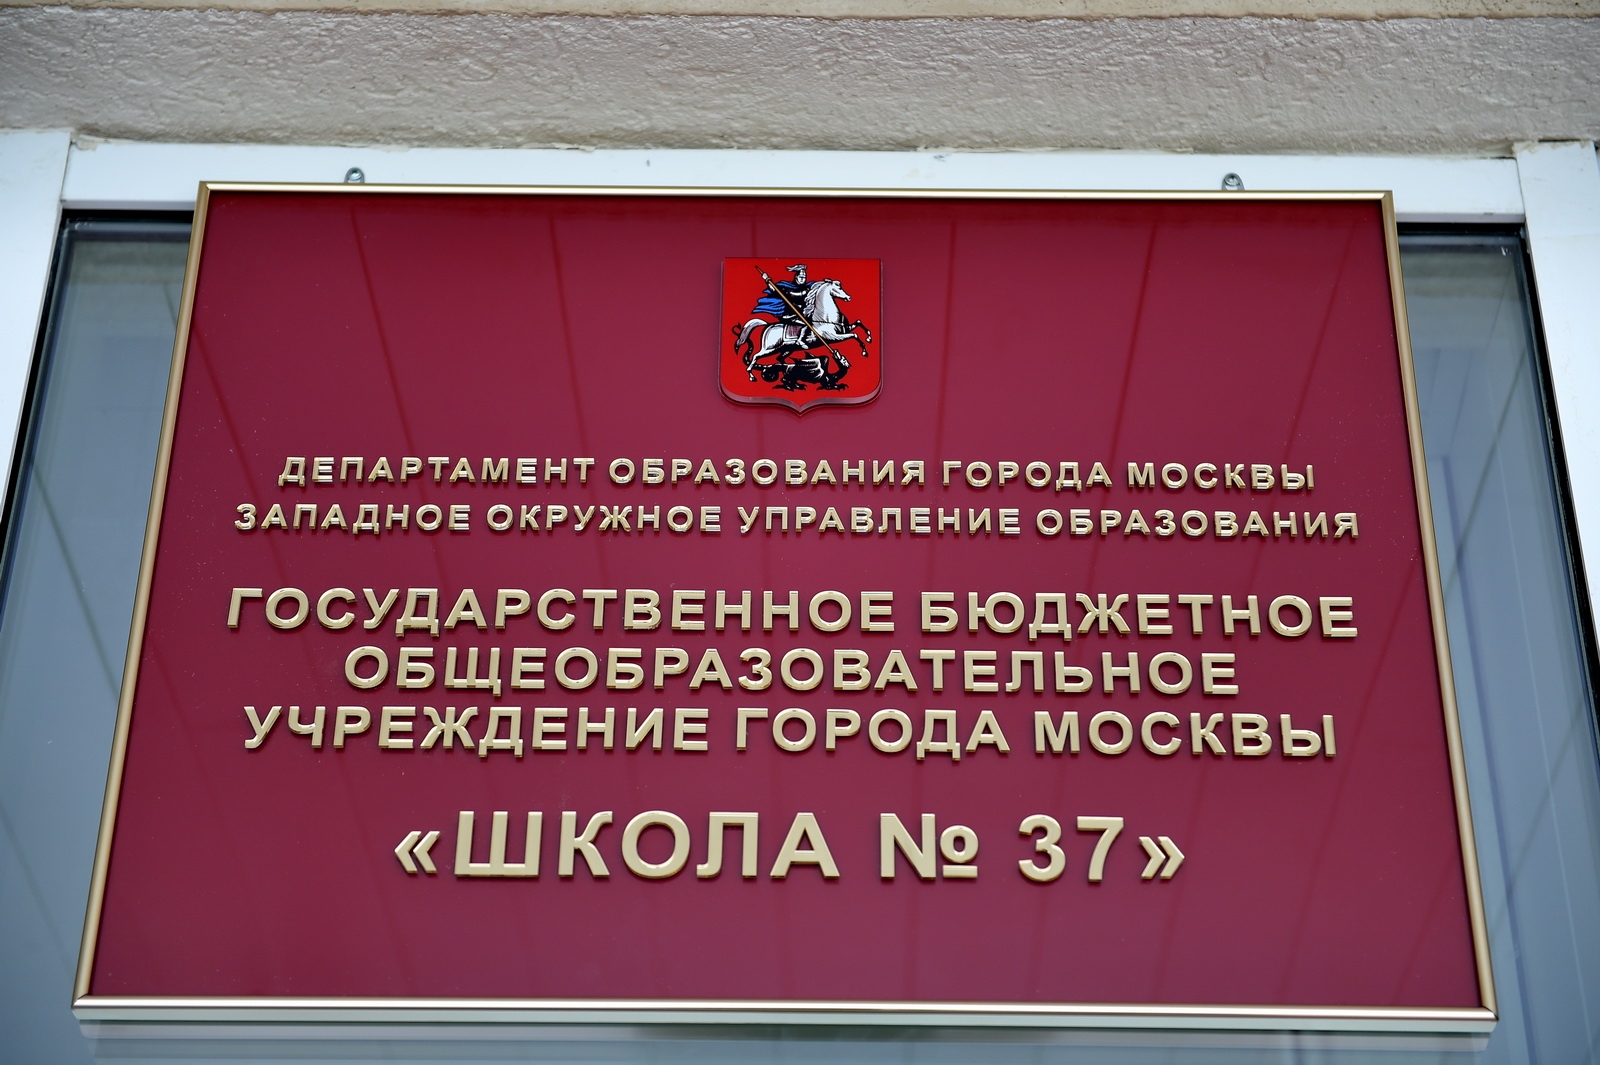 ДЕПАРТАМЕНТ ОБРАЗОВАНИЯ ГОРОДА МОСКВЫ
ЗАПАДНОЕ ОКРУЖНОЕ УПРАВЛЕНИЕ ОБРАЗОВАНИЯ
ГОСУДАРСТВЕННОЕ БЮДЖЕТНОЕ
ОБЩЕОБРАЗОВАТЕЛЬНОЕ
УЧРЕЖДЕНИЕ ГОРОДА МОСКВЫ
«ШКОЛА № 37»